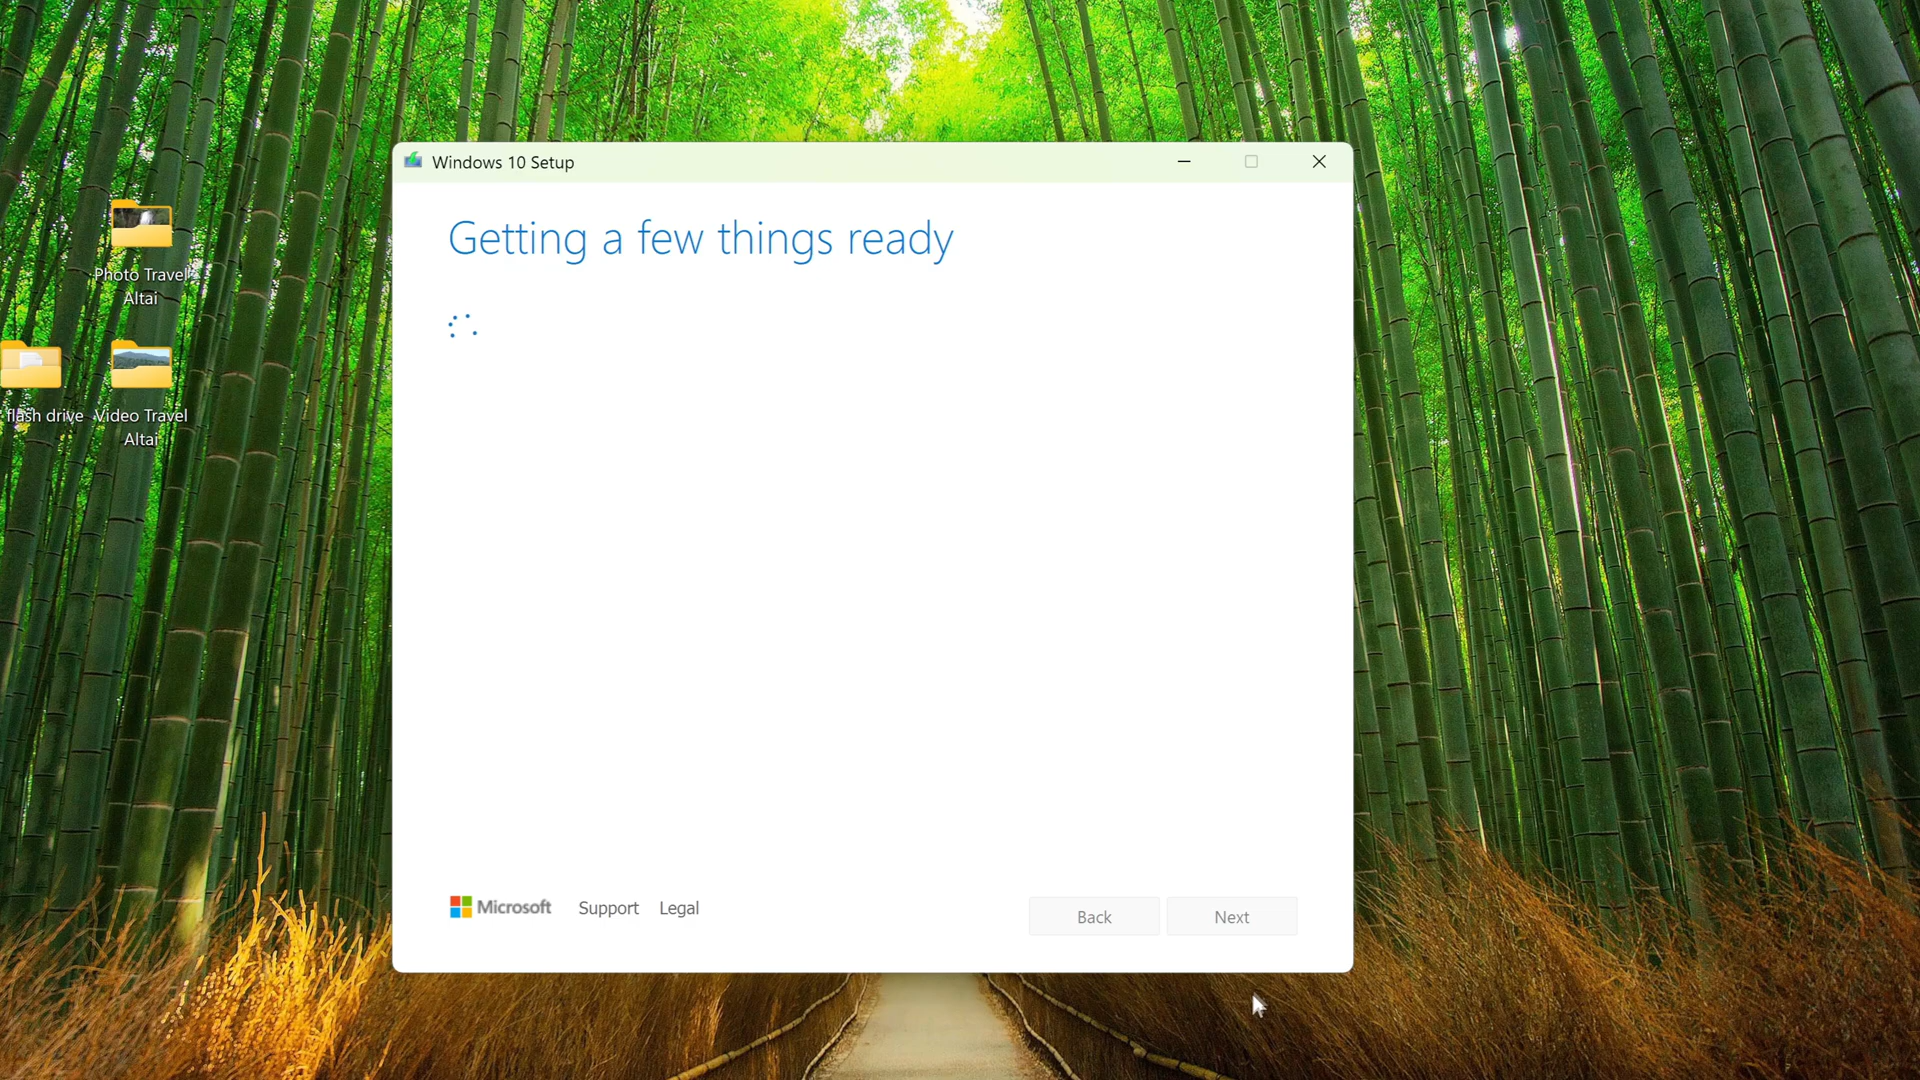 Windows 10 Setup
Getting a few things ready
Photo Travel
Altai
flash drive
Video Travel
Altai
Microsoft
Support
Legal
Back
Next